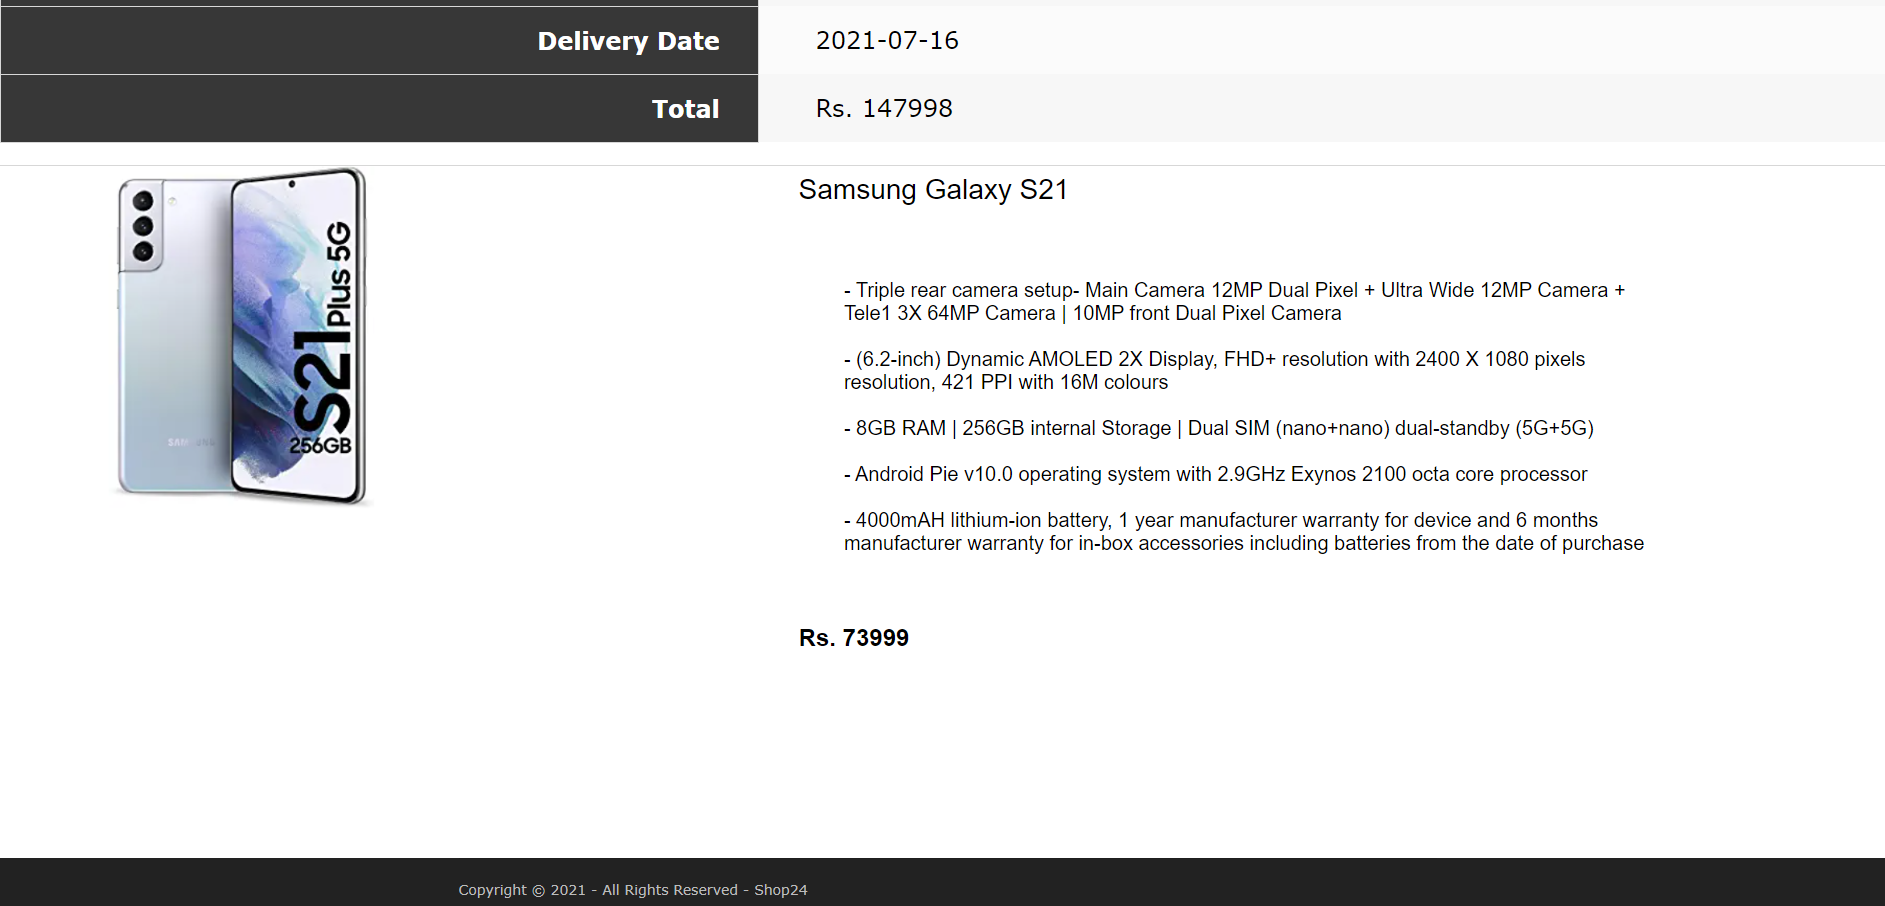 Delivery Date 2021-07-16
Total Rs. 147998
Samsung Galaxy S21
S21 Plus 5G
256GB
SAMSUNG
- Triple rear camera setup- Main Camera 12MP Dual Pixel + Ultra Wide 12MP Camera +
Tele1 3X 64MP Camera | 10MP front Dual Pixel Camera
- (6.2-inch) Dynamic AMOLED 2X Display, FHD+ resolution with 2400 X 1080 pixels
resolution, 421 PPI with 16M colours
- 8GB RAM | 256GB internal Storage | Dual SIM (nano+nano) dual-standby (5G+5G)
- Android Pie v10.0 operating system with 2.9GHz Exynos 2100 octa core processor
- 4000mAH lithium-ion battery, 1 year manufacturer warranty for device and 6 months
manufacturer warranty for in-box accessories including batteries from the date of purchase
Rs. 73999
Copyright © 2021 - All Rights Reserved - Shop24